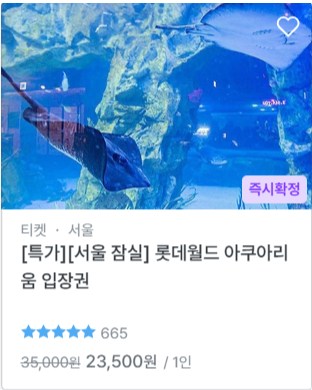 즉시확정
티켓 · 서울
[특가][서울 잠실] 롯데월드 아쿠아리
움 입장권
★★★★★ 665
35,000원 23,500원 / 1인